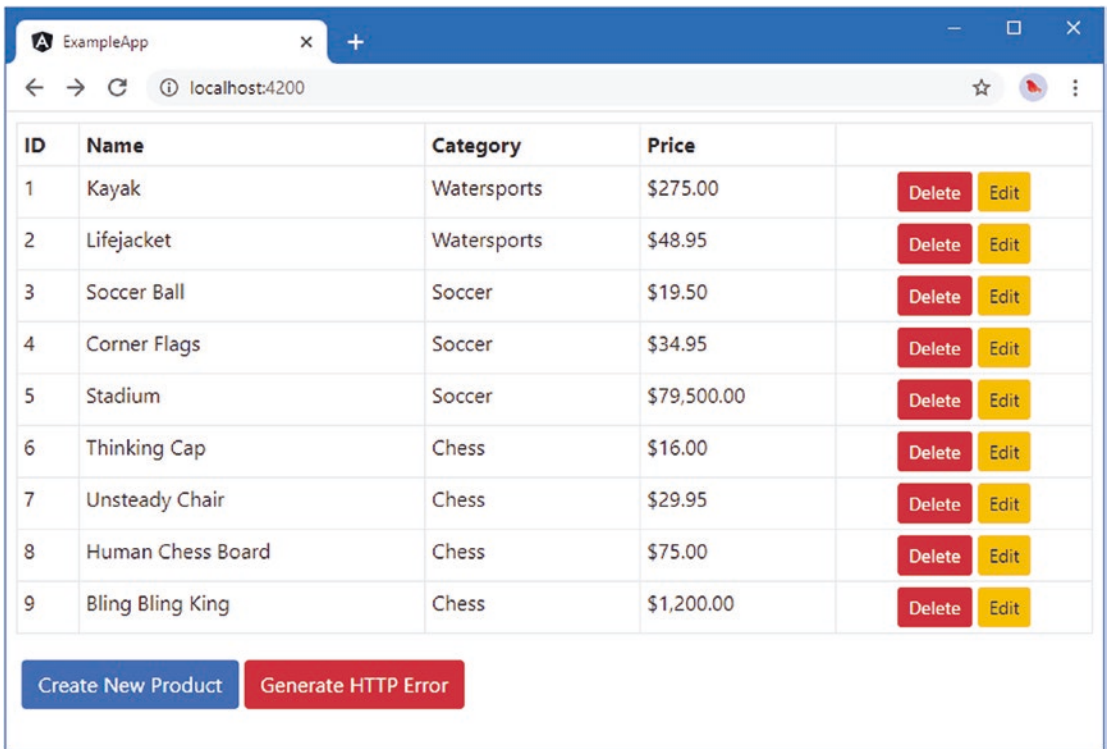 ExampleApp
localhost:4200
ID Name Category Price
1 Kayak Watersports $275.00 Delete Edit
2 Lifejacket Watersports $48.95 Delete Edit
3 Soccer Ball Soccer $19.50 Delete Edit
4 Corner Flags Soccer $34.95 Delete Edit
5 Stadium Soccer $79,500.00 Delete Edit
6 Thinking Cap Chess $16.00 Delete Edit
7 Unsteady Chair Chess $29.95 Delete Edit
8 Human Chess Board Chess $75.00 Delete Edit
9 Bling Bling King Chess $1,200.00 Delete Edit
Create New Product Generate HTTP Error